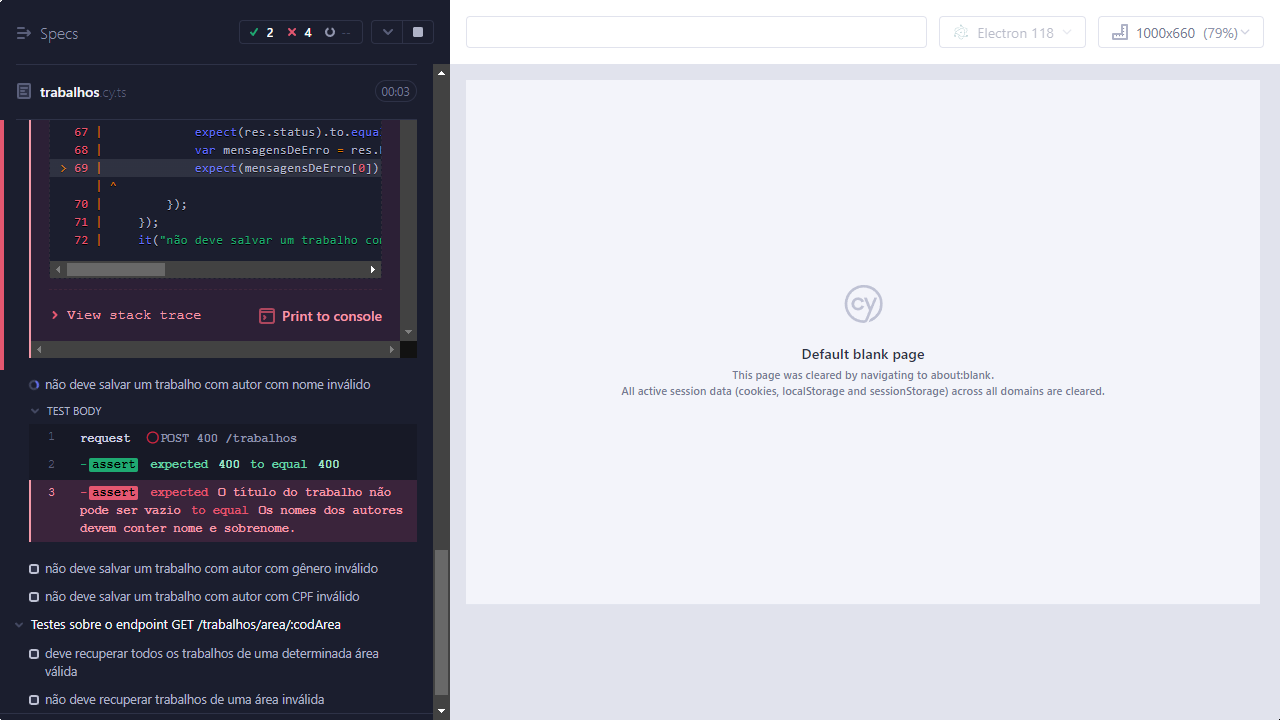 Specs
2
4
--
Electron 118
1000x660 (79%)
trabalhos cy.ts
00:03
67 | expect(res.status).to.equal
68 | var mensagensDeErro = res.
> 69 | expect(mensagensDeErro[0])
| ^
70 | });
71 | });
72 | it("não deve salvar um trabalho con
View stack trace
Print to console
não deve salvar um trabalho com autor com nome inválido
TEST BODY
1 request POST 400 /trabalhos
2 -assert expected 400 to equal 400
3 -assert expected O título do trabalho não
pode ser vazio to equal Os nomes dos autores
devem conter nome e sobrenome.
não deve salvar um trabalho com autor com gênero inválido
não deve salvar um trabalho com autor com CPF inválido
Testes sobre o endpoint GET /trabalhos/area/:codArea
deve recuperar todos os trabalhos de uma determinada área
válida
não deve recuperar trabalhos de uma área inválida
cy
Default blank page
This page was cleared by navigating to about:blank.
All active session data (cookies, localStorage and sessionStorage) across all domains are cleared.